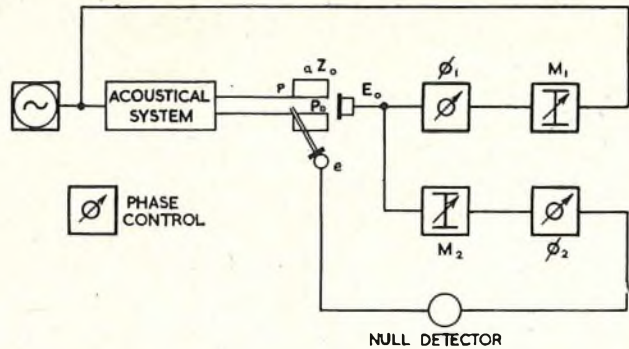 a Z₀
P
P₀
E₀
ø₁
M₁
ACOUSTICAL
SYSTEM
e
PHASE
CONTROL
M₂
ø₂
NULL DETECTOR